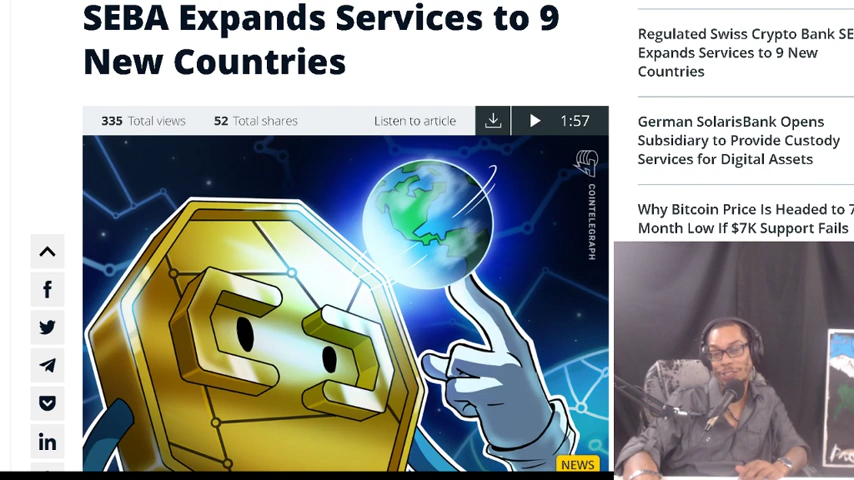 SEBA Expands Services to 9
New Countries
335 Total views 52 Total shares Listen to article 1:57
COINTELEGRAPH
NEWS
Regulated Swiss Crypto Bank SE
Expands Services to 9 New
Countries
German SolarisBank Opens
Subsidiary to Provide Custody
Services for Digital Assets
Why Bitcoin Price Is Headed to 7
Month Low If $7K Support Fails